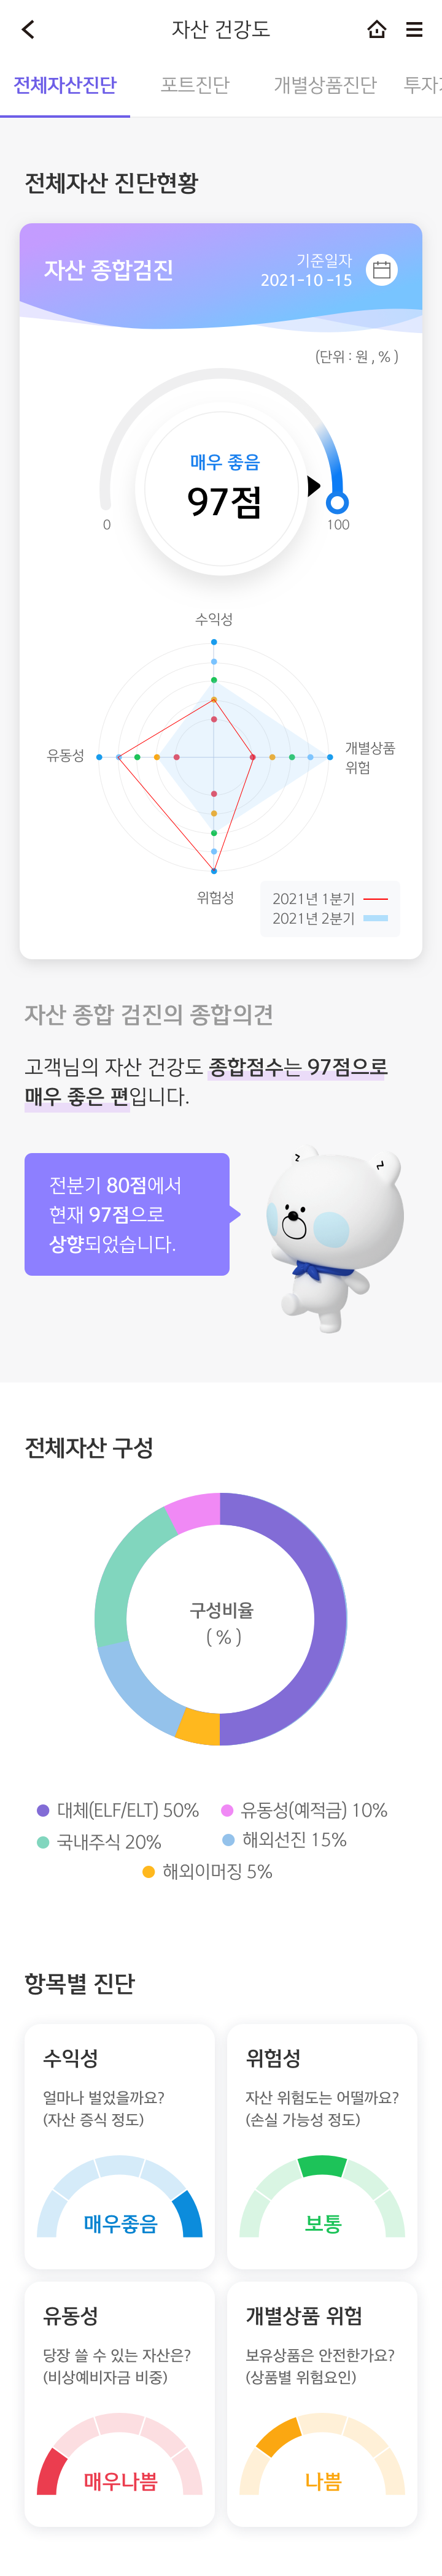 자산 건강도
전체자산진단 포트진단 개별상품진단 투자
전체자산 진단현황
자산 종합검진
기준일자
2021-10 -15
(단위 : 원 , % )
매우 좋음
97점
0 100
수익성
유동성
개별상품
위험
위험성
2021년 1분기
2021년 2분기
자산 종합 검진의 종합의견
고객님의 자산 건강도 종합점수는 97점으로
매우 좋은 편입니다.
전분기 80점에서
현재 97점으로
상향되었습니다.
전체자산 구성
구성비율
( % )
대체(ELF/ELT) 50% 유동성(예적금) 10%
국내주식 20% 해외선진 15%
해외이머징 5%
항목별 진단
수익성
얼마나 벌었을까요?
(자산 증식 정도)
매우좋음
위험성
자산 위험도는 어떨까요?
(손실 가능성 정도)
보통
유동성
당장 쓸 수 있는 자산은?
(비상예비자금 비중)
매우나쁨
개별상품 위험
보유상품은 안전한가요?
(상품별 위험요인)
나쁨